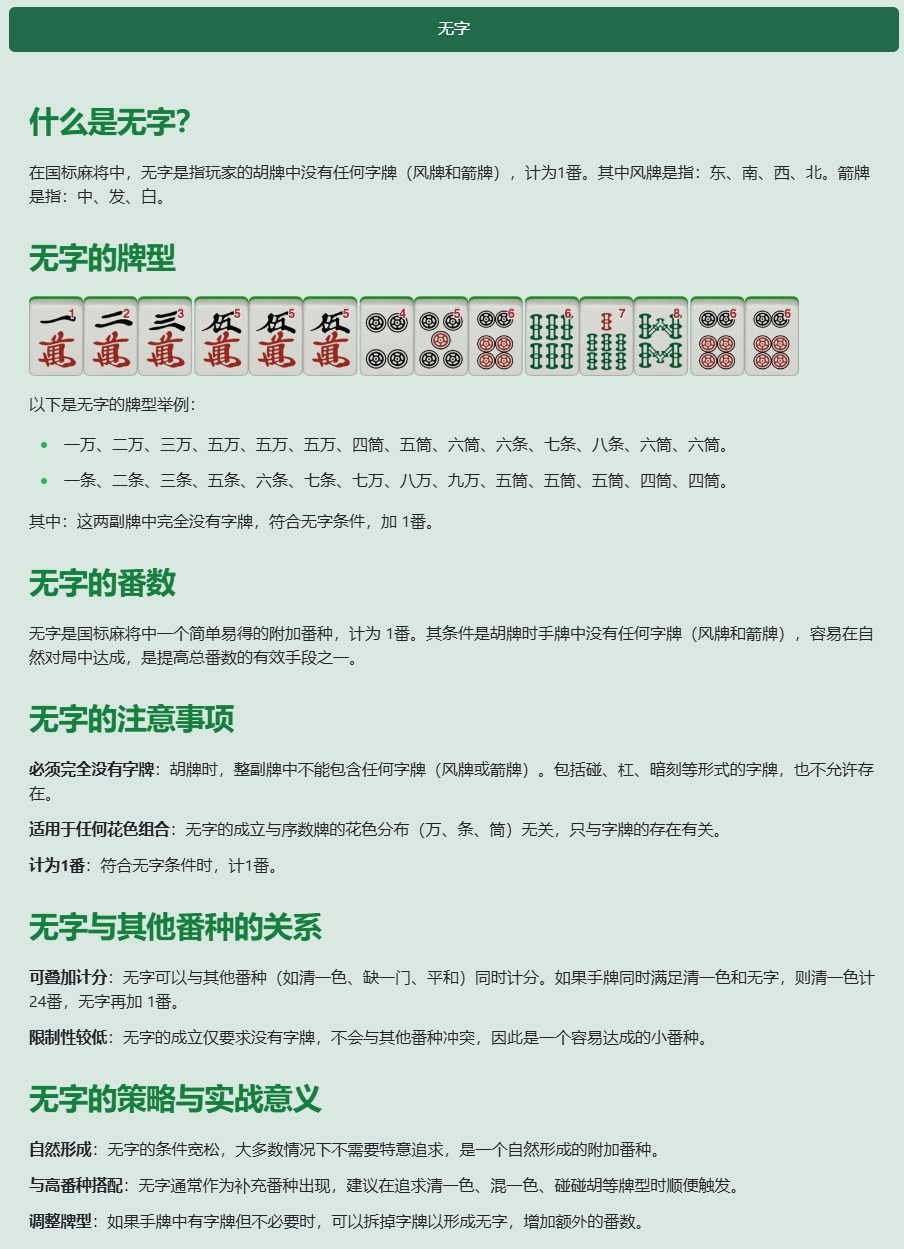 无字
什么是无字?
在国标麻将中，无字是指玩家的胡牌中没有任何字牌（风牌和箭牌），计为1番。其中风牌是指：东、南、西、北。箭牌
是指：中、发、白。
无字的牌型
一1 二2 三3 伍5 伍5 伍5 4 5 6 6 7 8 6 6
萬 萬 萬 萬 萬 萬
以下是无字的牌型举例：
一万、二万、三万、五万、五万、五万、四筒、五筒、六筒、六条、七条、八条、六筒、六筒。
一条、二条、三条、五条、六条、七条、七万、八万、九万、五筒、五筒、五筒、四筒、四筒。
其中：这两副牌中完全没有字牌，符合无字条件，加 1番。
无字的番数
无字是国标麻将中一个简单易得的附加番种，计为 1番。其条件是胡牌时手牌中没有任何字牌（风牌和箭牌），容易在自
然对局中达成，是提高总番数的有效手段之一。
无字的注意事项
必须完全没有字牌：胡牌时，整副牌中不能包含任何字牌（风牌或箭牌）。包括碰、杠、暗刻等形式的字牌，也不允许存
在。
适用于任何花色组合：无字的成立与序数牌的花色分布（万、条、筒）无关，只与字牌的存在有关。
计为1番：符合无字条件时，计1番。
无字与其他番种的关系
可叠加计分：无字可以与其他番种（如清一色、缺一门、平和）同时计分。如果手牌同时满足清一色和无字，则清一色计
24番，无字再加 1番。
限制性较低：无字的成立仅要求没有字牌，不会与其他番种冲突，因此是一个容易达成的小番种。
无字的策略与实战意义
自然形成：无字的条件宽松，大多数情况下不需要特意追求，是一个自然形成的附加番种。
与高番种搭配：无字通常作为补充番种出现，建议在追求清一色、混一色、碰碰胡等牌型时顺便触发。
调整牌型：如果手牌中有字牌但不必要时，可以拆掉字牌以形成无字，增加额外的番数。